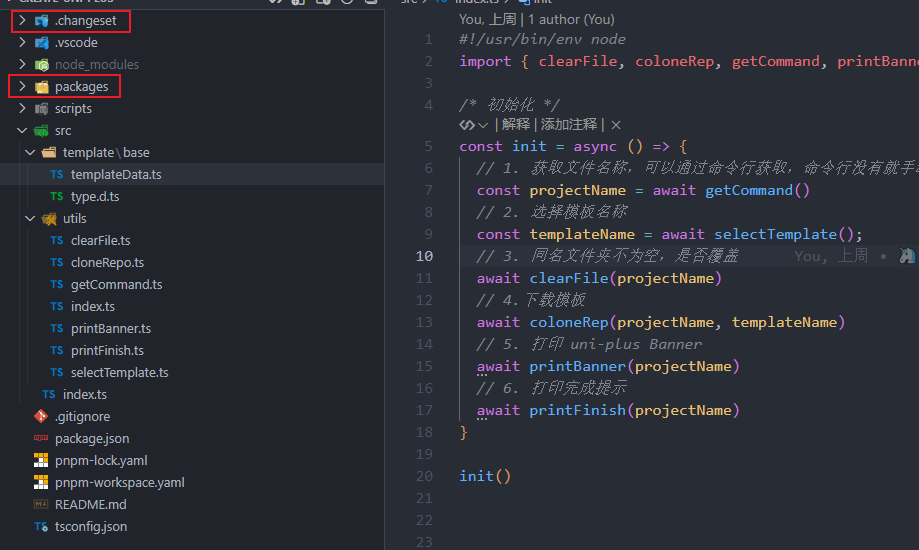 .changeset
.vscode
node_modules
packages
scripts
src
template\base
TS templateData.ts
TS type.d.ts
utils
TS clearFile.ts
TS cloneRepo.ts
TS getCommand.ts
TS index.ts
TS printBanner.ts
TS printFinish.ts
TS selectTemplate.ts
TS index.ts
.gitignore
package.json
pnpm-lock.yaml
pnpm-workspace.yaml
README.md
TS tsconfig.json
You, 上周 | 1 author (You)
1 #!/usr/bin/env node
2 import { clearFile, coloneRep, getCommand, printBanne
3
4 /* 初始化 */
解释 | 添加注释 | ×
5 const init = async () => {
6 // 1. 获取文件名称，可以通过命令行获取，命令行没有就手
7 const projectName = await getCommand()
8 // 2. 选择模板名称
9 const templateName = await selectTemplate();
10 // 3. 同名文件夹不为空，是否覆盖 You, 上周 •
11 await clearFile(projectName)
12 // 4.下载模板
13 await coloneRep(projectName, templateName)
14 // 5. 打印 uni-plus Banner
15 await printBanner(projectName)
16 // 6. 打印完成提示
17 await printFinish(projectName)
18 }
19
20 init()
21
22
23